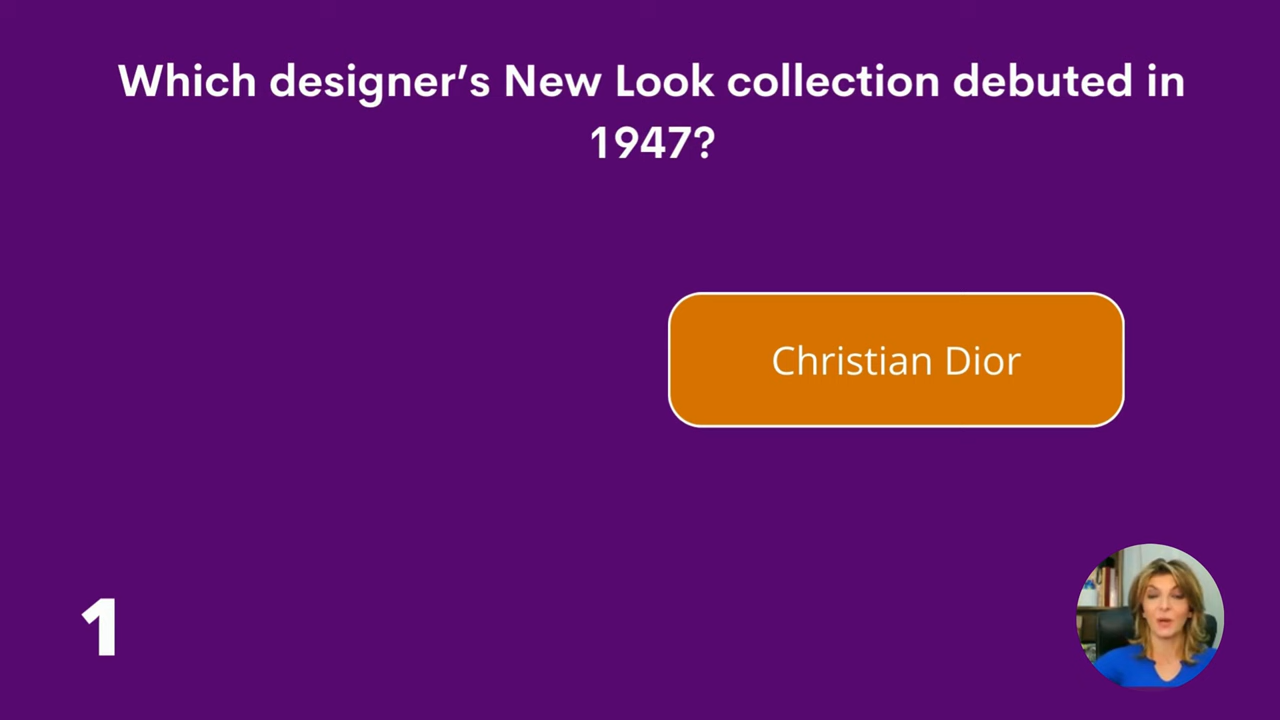 Which designer’s New Look collection debuted in
1947?
Christian Dior
1